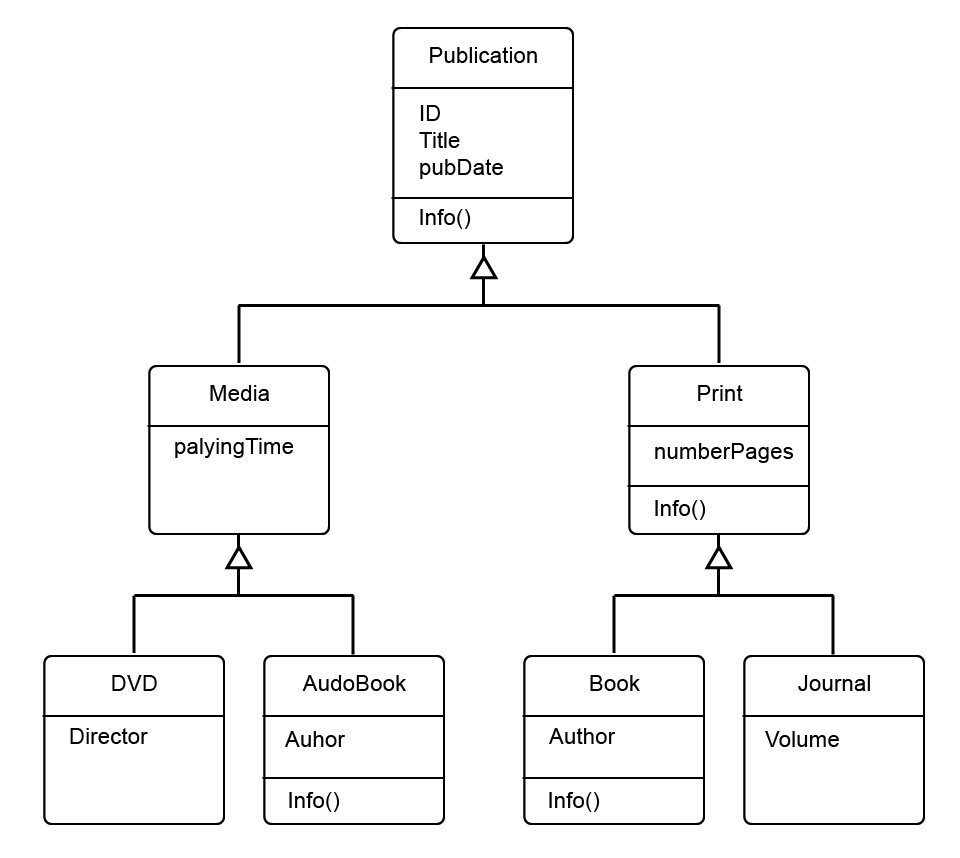 Publication
ID
Title
pubDate
Info()
Media
palyingTime
Print
numberPages
Info()
DVD
Director
AudoBook
Auhor
Info()
Book
Author
Info()
Journal
Volume